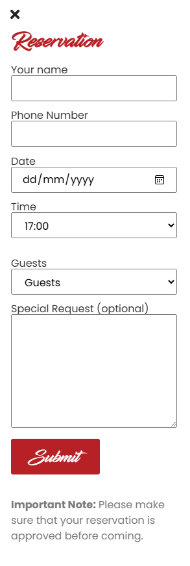 Reservation
Your name
Phone Number
Date
dd/mm/yyyy
Time
17:00
Guests
Guests
Special Request (optional)
Submit
Important Note: Please make
sure that your reservation is
approved before coming.